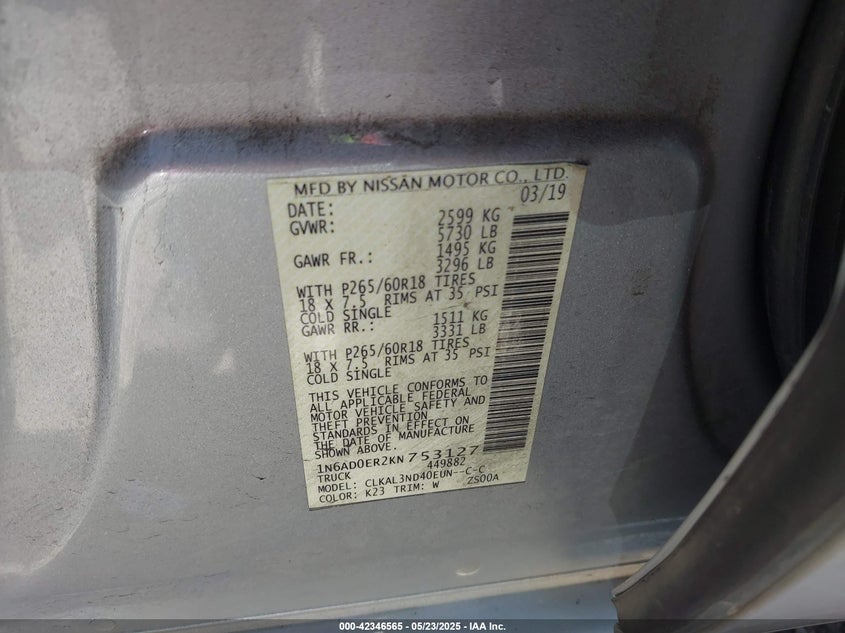 MFD BY NISSAN MOTOR CO., LTD.
DATE: 03/19
GVWR: 2599 KG
5730 LB
GAWR FR.: 1495 KG
3296 LB
WITH P265/60R18 TIRES
18 X 7.5 RIMS AT 35 PSI
COLD SINGLE
GAWR RR.: 1511 KG
3331 LB
WITH P265/60R18 TIRES
18 X 7.5 RIMS AT 35 PSI
COLD SINGLE
THIS VEHICLE CONFORMS TO
ALL APPLICABLE FEDERAL
MOTOR VEHICLE SAFETY AND
THEFT PREVENTION
STANDARDS IN EFFECT ON
THE DATE OF MANUFACTURE
SHOWN ABOVE.
1N6AD0ER2KN753127
TRUCK 449882
MODEL: CLKAL3ND40EUN--C-C
COLOR: K23 TRIM: W ZS00A
000-42346565 - 05/23/2025 - IAA Inc.